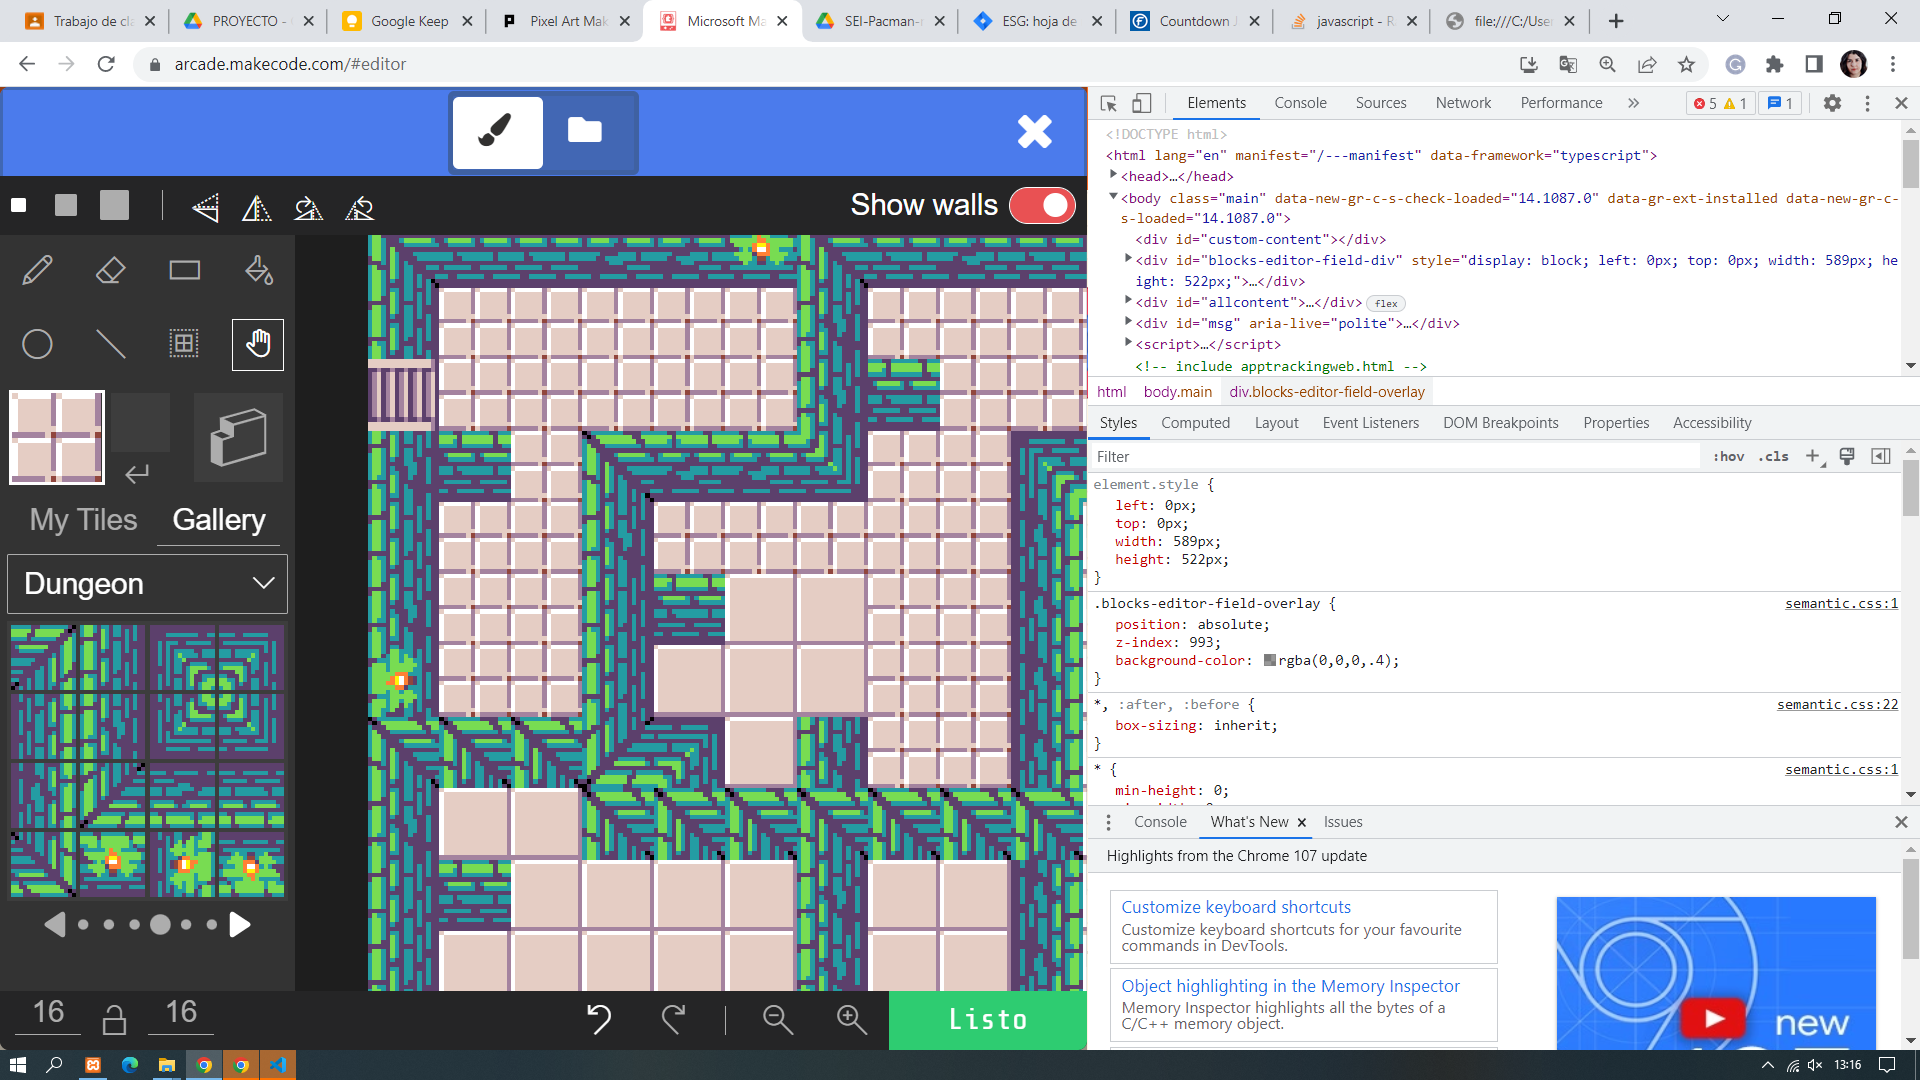 Trabajo de cl
PROYECTO -
Google Keep
Pixel Art Mak
Microsoft Ma
SEI-Pacman-
ESG: hoja de
Countdown J
javascript - R
file:///C:/User
arcade.makecode.com/#editor
Show walls
My Tiles
Gallery
Dungeon
16
16
Listo
Elements
Console
Sources
Network
Performance
5
1
1
<!DOCTYPE html>
<html lang="en" manifest="/---manifest" data-framework="typescript">
<head>…</head>
<body class="main" data-new-gr-c-s-check-loaded="14.1087.0" data-gr-ext-installed data-new-gr-c-
s-loaded="14.1087.0">
<div id="custom-content"></div>
<div id="blocks-editor-field-div" style="display: block; left: 0px; top: 0px; width: 589px; he
ight: 522px;">…</div>
<div id="allcontent">…</div> flex
<div id="msg" aria-live="polite">…</div>
<script>…</script>
<!-- include apptrackingweb.html -->
html
body.main
div.blocks-editor-field-overlay
Styles
Computed
Layout
Event Listeners
DOM Breakpoints
Properties
Accessibility
Filter
:hov
.cls
element.style {
left: 0px;
top: 0px;
width: 589px;
height: 522px;
}
.blocks-editor-field-overlay {
semantic.css:1
position: absolute;
z-index: 993;
background-color: rgba(0,0,0,.4);
}
*, :after, :before {
semantic.css:22
box-sizing: inherit;
}
* {
semantic.css:1
min-height: 0;
Console
What's New
Issues
Highlights from the Chrome 107 update
Customize keyboard shortcuts
Customize keyboard shortcuts for your favourite
commands in DevTools.
Object highlighting in the Memory Inspector
Memory Inspector highlights all the bytes of a
C/C++ memory object.
new
13:16